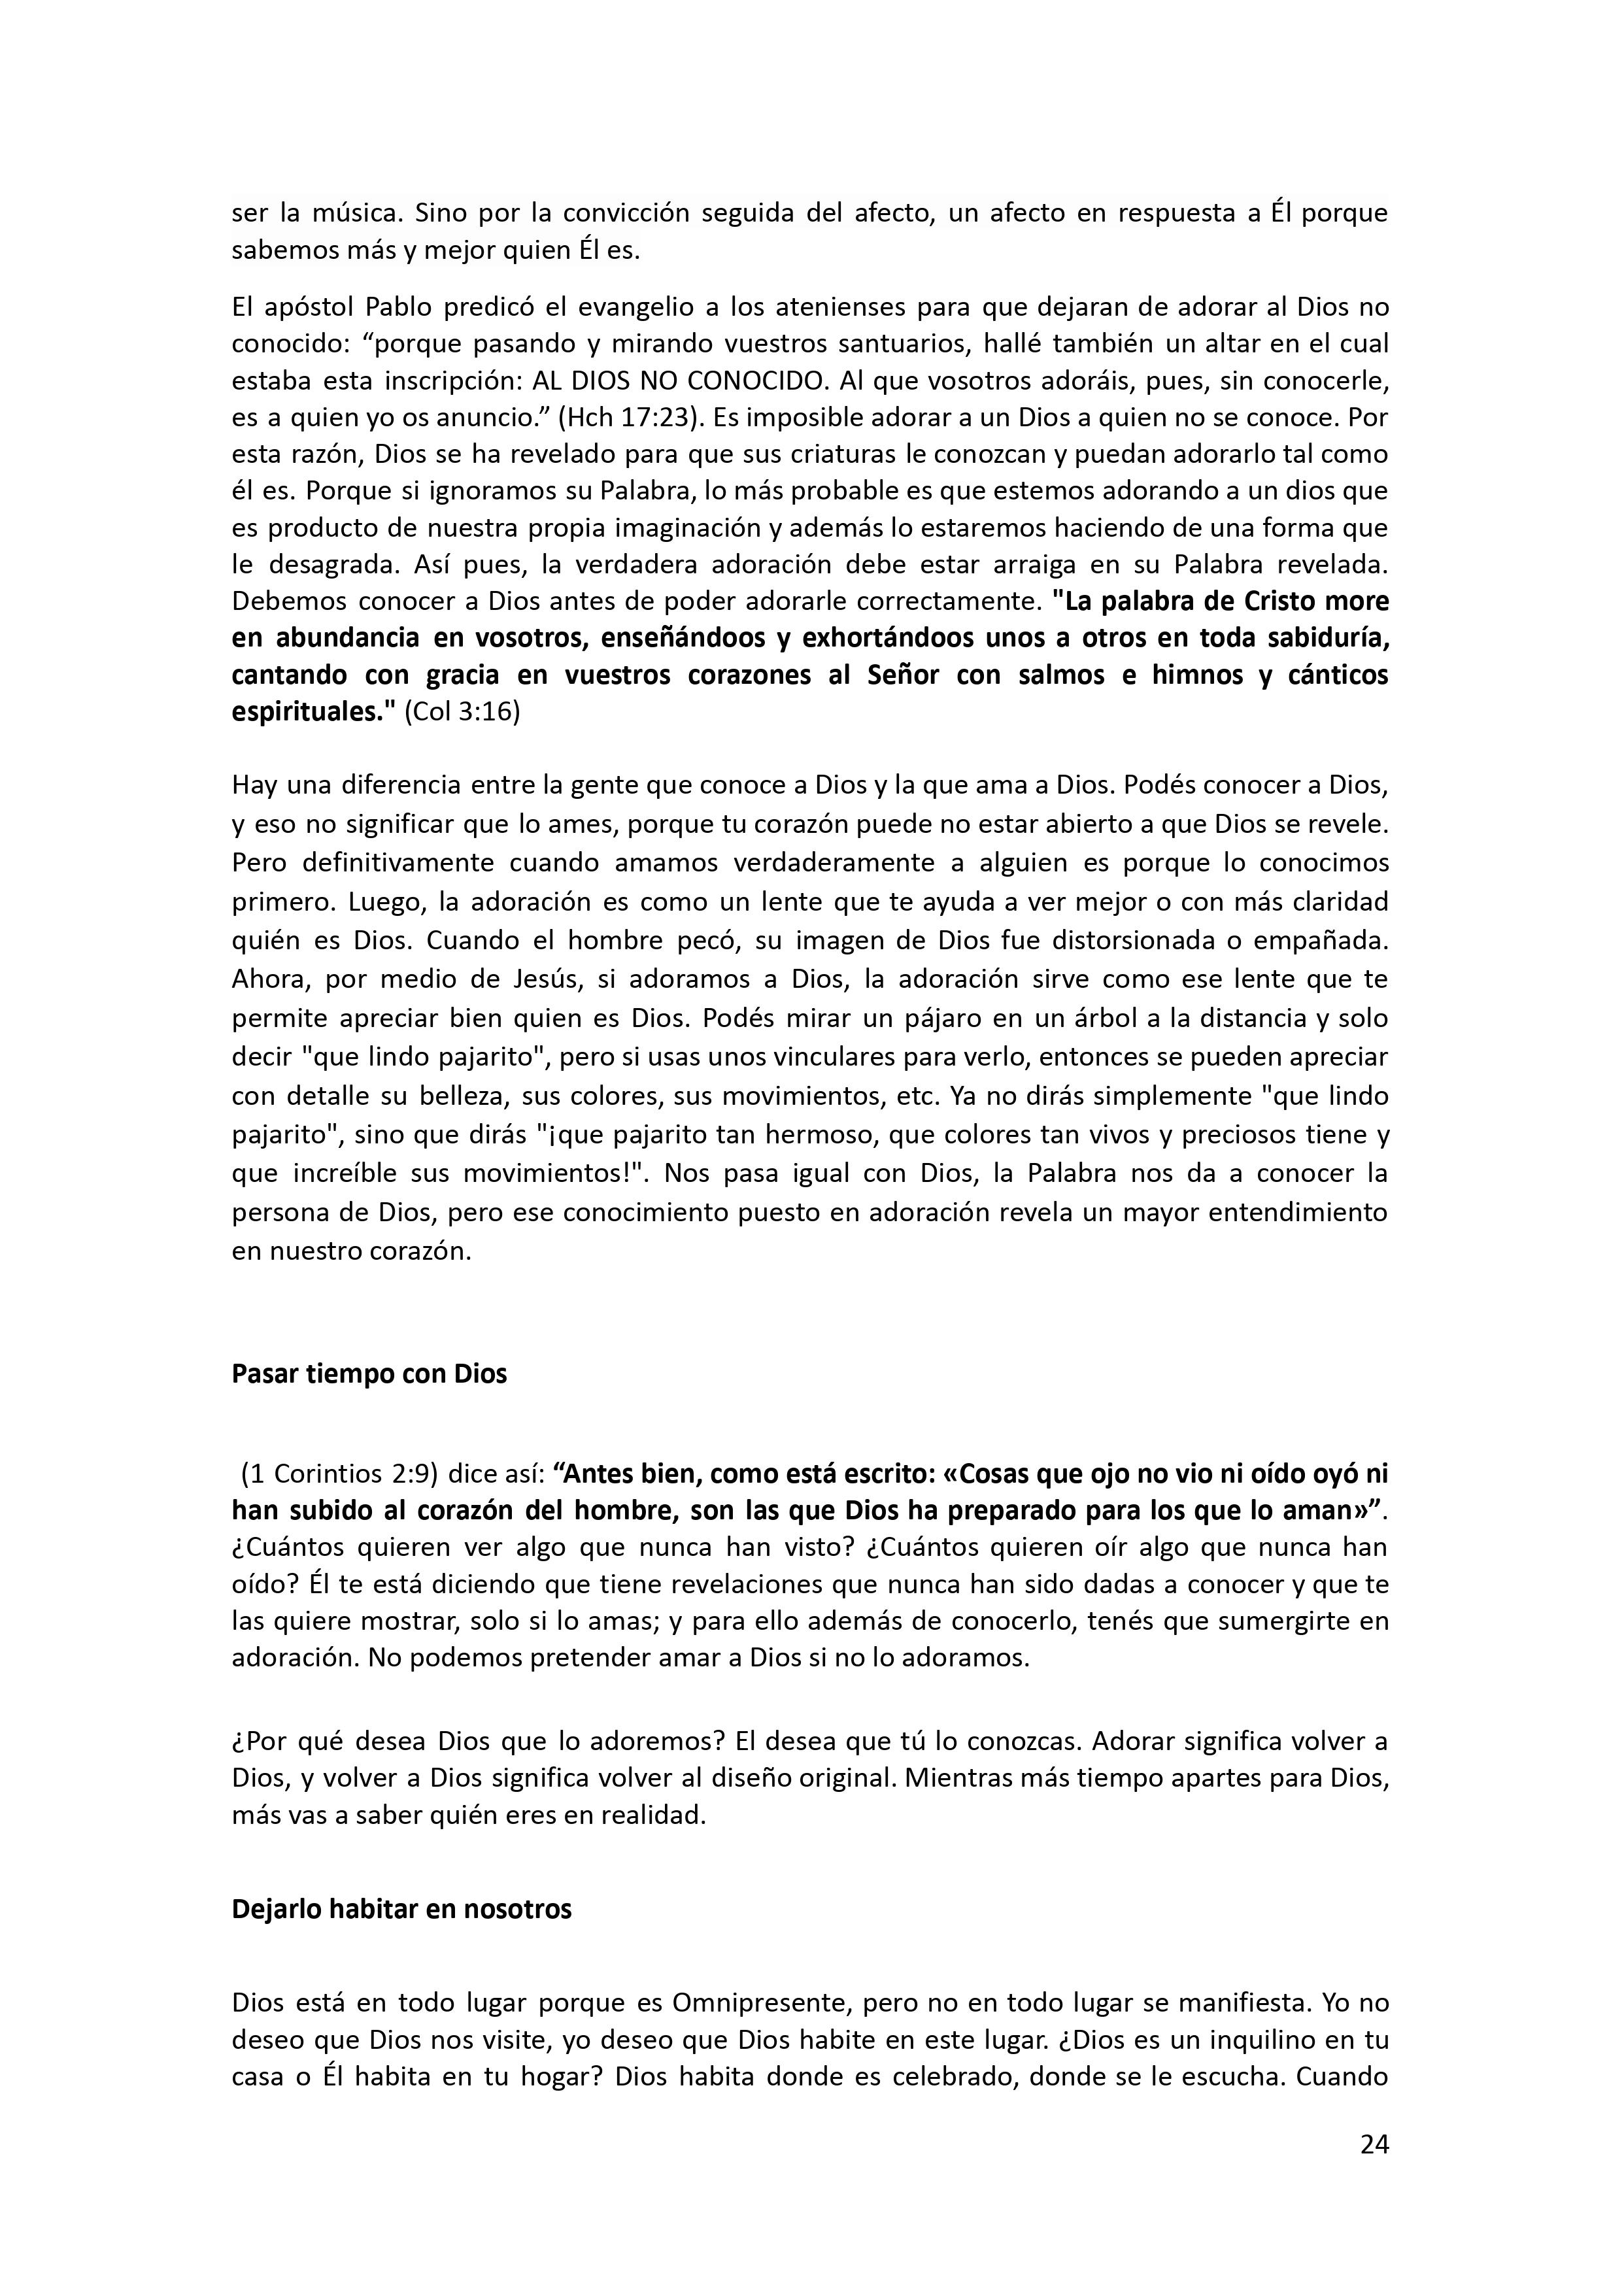 ser la música. Sino por la convicción seguida del afecto, un afecto en respuesta a Él porque
sabemos más y mejor quien Él es.
El apóstol Pablo predicó el evangelio a los atenienses para que dejaran de adorar al Dios no
conocido: “porque pasando y mirando vuestros santuarios, hallé también un altar en el cual
estaba esta inscripción: AL DIOS NO CONOCIDO. Al que vosotros adoráis, pues, sin conocerle,
es a quien yo os anuncio.” (Hch 17:23). Es imposible adorar a un Dios a quien no se conoce. Por
esta razón, Dios se ha revelado para que sus criaturas le conozcan y puedan adorarlo tal como
él es. Porque si ignoramos su Palabra, lo más probable es que estemos adorando a un dios que
es producto de nuestra propia imaginación y además lo estaremos haciendo de una forma que
le desagrada. Así pues, la verdadera adoración debe estar arraiga en su Palabra revelada.
Debemos conocer a Dios antes de poder adorarle correctamente. "La palabra de Cristo more
en abundancia en vosotros, enseñándoos y exhortándoos unos a otros en toda sabiduría,
cantando con gracia en vuestros corazones al Señor con salmos e himnos y cánticos
espirituales." (Col 3:16)
Hay una diferencia entre la gente que conoce a Dios y la que ama a Dios. Podés conocer a Dios,
y eso no significar que lo ames, porque tu corazón puede no estar abierto a que Dios se revele.
Pero definitivamente cuando amamos verdaderamente a alguien es porque lo conocimos
primero. Luego, la adoración es como un lente que te ayuda a ver mejor o con más claridad
quién es Dios. Cuando el hombre pecó, su imagen de Dios fue distorsionada o empañada.
Ahora, por medio de Jesús, si adoramos a Dios, la adoración sirve como ese lente que te
permite apreciar bien quien es Dios. Podés mirar un pájaro en un árbol a la distancia y solo
decir "que lindo pajarito", pero si usas unos vinculares para verlo, entonces se pueden apreciar
con detalle su belleza, sus colores, sus movimientos, etc. Ya no dirás simplemente "que lindo
pajarito", sino que dirás "¡que pajarito tan hermoso, que colores tan vivos y preciosos tiene y
que increíble sus movimientos!". Nos pasa igual con Dios, la Palabra nos da a conocer la
persona de Dios, pero ese conocimiento puesto en adoración revela un mayor entendimiento
en nuestro corazón.
Pasar tiempo con Dios
(1 Corintios 2:9) dice así: “Antes bien, como está escrito: «Cosas que ojo no vio ni oído oyó ni
han subido al corazón del hombre, son las que Dios ha preparado para los que lo aman»”.
¿Cuántos quieren ver algo que nunca han visto? ¿Cuántos quieren oír algo que nunca han
oído? Él te está diciendo que tiene revelaciones que nunca han sido dadas a conocer y que te
las quiere mostrar, solo si lo amas; y para ello además de conocerlo, tenés que sumergirte en
adoración. No podemos pretender amar a Dios si no lo adoramos.
¿Por qué desea Dios que lo adoremos? El desea que tú lo conozcas. Adorar significa volver a
Dios, y volver a Dios significa volver al diseño original. Mientras más tiempo apartes para Dios,
más vas a saber quién eres en realidad.
Dejarlo habitar en nosotros
Dios está en todo lugar porque es Omnipresente, pero no en todo lugar se manifiesta. Yo no
deseo que Dios nos visite, yo deseo que Dios habite en este lugar. ¿Dios es un inquilino en tu
casa o Él habita en tu hogar? Dios habita donde es celebrado, donde se le escucha. Cuando
24